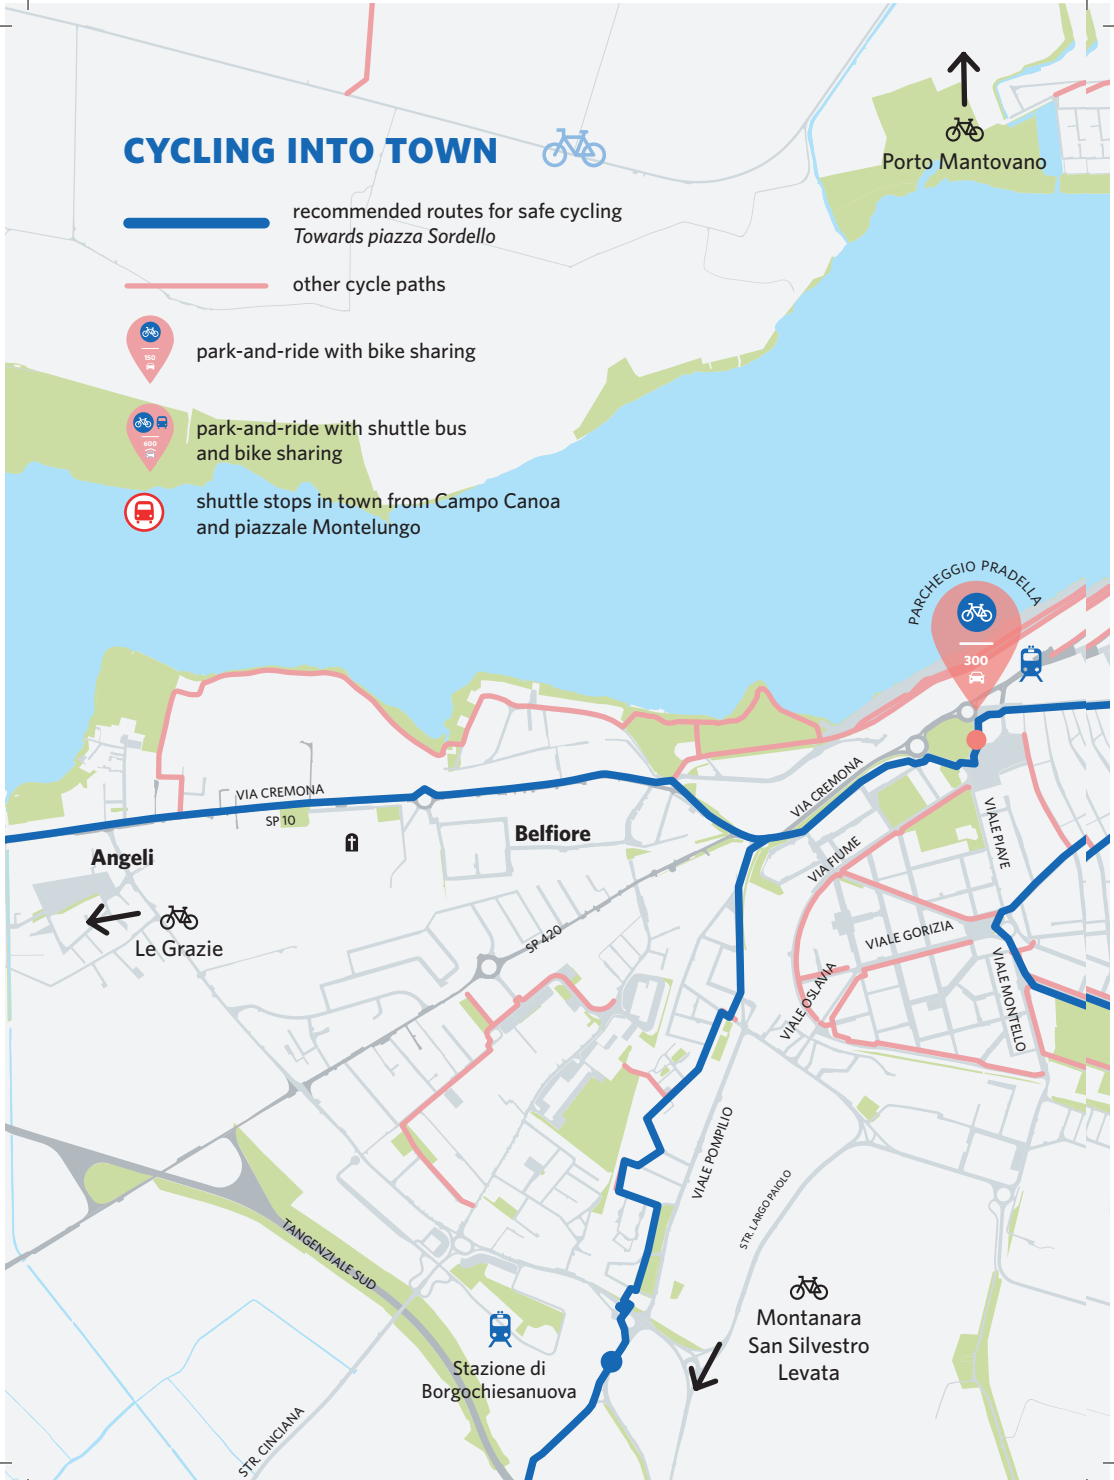 Porto Mantovano
CYCLING INTO TOWN
recommended routes for safe cycling
Towards piazza Sordello
other cycle paths
150
park-and-ride with bike sharing
600
park-and-ride with shuttle bus
and bike sharing
shuttle stops in town from Campo Canoa
and piazzale Montelungo
PARCHEGGIO PRADELLA
300
VIA CREMONA
SP 10
VIA CREMONA
Belfiore
Angeli
VIALE PIAVE
VIA FIUME
Le Grazie
SP 420
VIALE GORIZIA
VIALE OSLAVIA
VIALE MONTELLO
VIALE POMPILIO
STR. LARGO PAIOLO
TANGENZIALE SUD
Montanara
San Silvestro
Levata
Stazione di
Borgochiesanuova
STR. CINCIANA